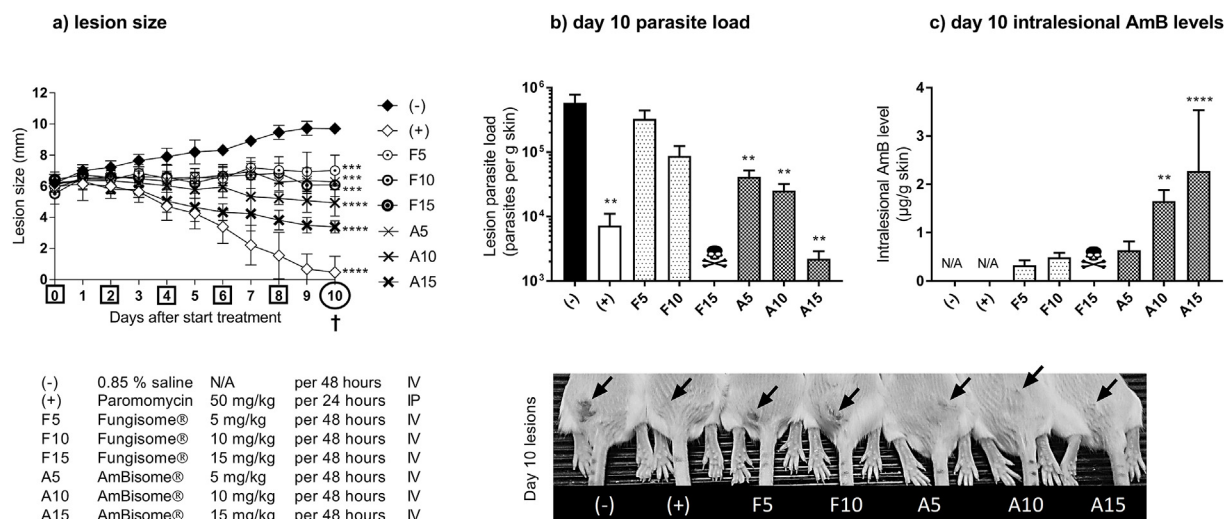 a) lesion size
b) day 10 parasite load
c) day 10 intralesional AmB levels
Lesion size (mm)
12
10
8
6
4
2
0
0 1 2 3 4 5 6 7 8 9 10
Days after start treatment
†
***
***
***
****
****
****
(-)
(+)
F5
F10
F15
A5
A10
A15
Lesion parasite load
(parasites per g skin)
10⁶
10⁵
10⁴
10³
** ** ** **
(-) (+) F5 F10 F15 A5 A10 A15
Intralesional AmB level
(µg/g skin)
4
3
2
1
0
N/A N/A ** ****
(-) (+) F5 F10 F15 A5 A10 A15
(-) 0.85 % saline N/A per 48 hours IV
(+) Paromomycin 50 mg/kg per 24 hours IP
F5 Fungisome® 5 mg/kg per 48 hours IV
F10 Fungisome® 10 mg/kg per 48 hours IV
F15 Fungisome® 15 mg/kg per 48 hours IV
A5 AmBisome® 5 mg/kg per 48 hours IV
A10 AmBisome® 10 mg/kg per 48 hours IV
A15 AmBisome® 15 mg/kg per 48 hours IV
Day 10 lesions
(-) (+) F5 F10 A5 A10 A15